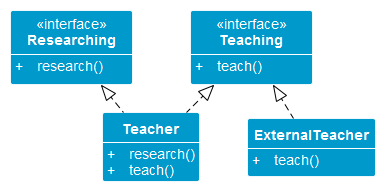 «interface»
Researching
+ research()
«interface»
Teaching
+ teach()
Teacher
+ research()
+ teach()
ExternalTeacher
+ teach()